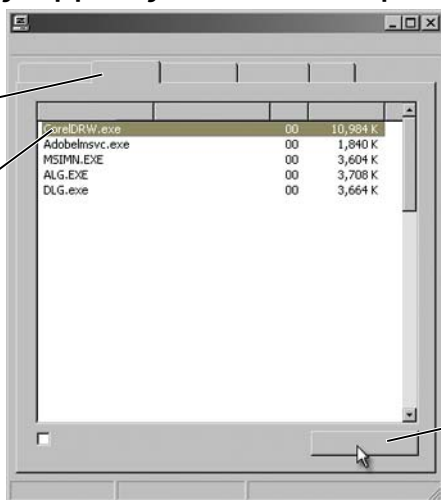 CorelDRW.exe 00 10,984 K
Adobelmsvc.exe 00 1,840 K
MSIMN.EXE 00 3,604 K
ALG.EXE 00 3,708 K
DLG.exe 00 3,664 K